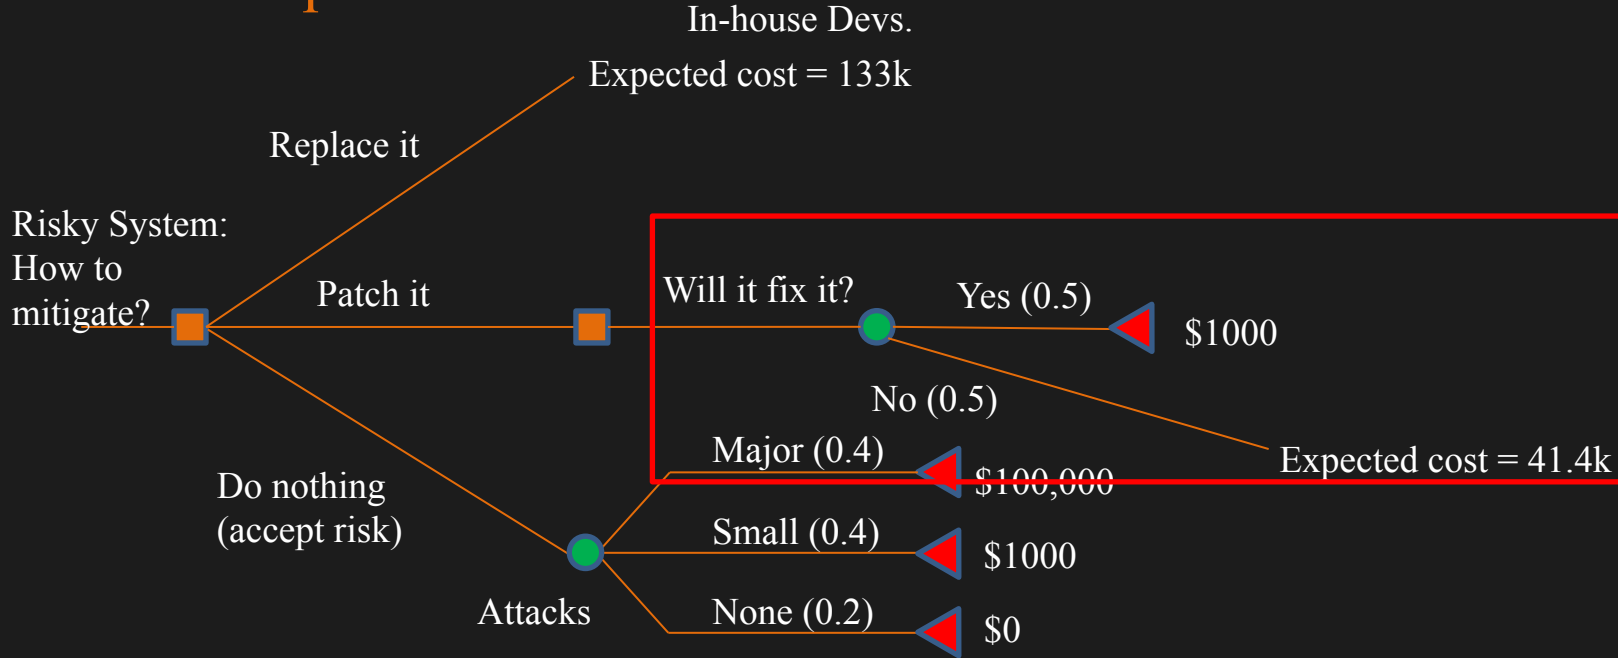 In-house Devs.
Expected cost = 133k
Replace it
Risky System:
How to
mitigate?
Patch it
Will it fix it?
Yes (0.5)
$1000
No (0.5)
Expected cost = 41.4k
Do nothing
(accept risk)
Major (0.4)
$100,000
Small (0.4)
$1000
Attacks
None (0.2)
$0